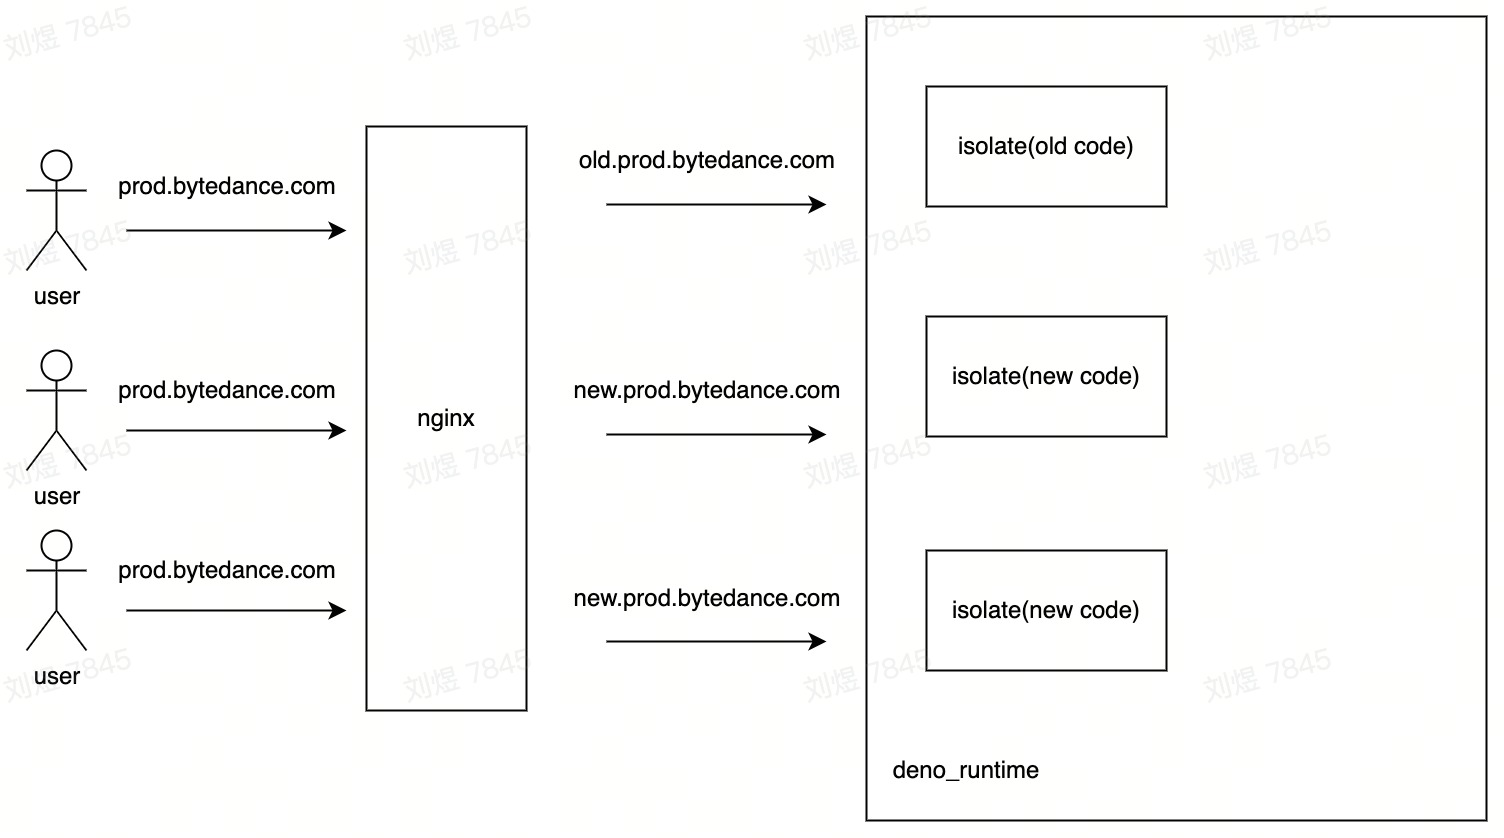 刘煜 7845
刘煜 7845
刘煜 7845
刘煜 7845
isolate(old code)
old.prod.bytedance.com
prod.bytedance.com
刘煜 7845
刘煜 7845
刘煜 7845
刘煜 7845
user
prod.bytedance.com
new.prod.bytedance.com
isolate(new code)
nginx
刘煜 7845
刘煜 7845
刘煜 7845
刘煜 7845
user
prod.bytedance.com
new.prod.bytedance.com
isolate(new code)
刘煜 7845
刘煜 7845
刘煜 7845
刘煜 7845
user
deno_runtime